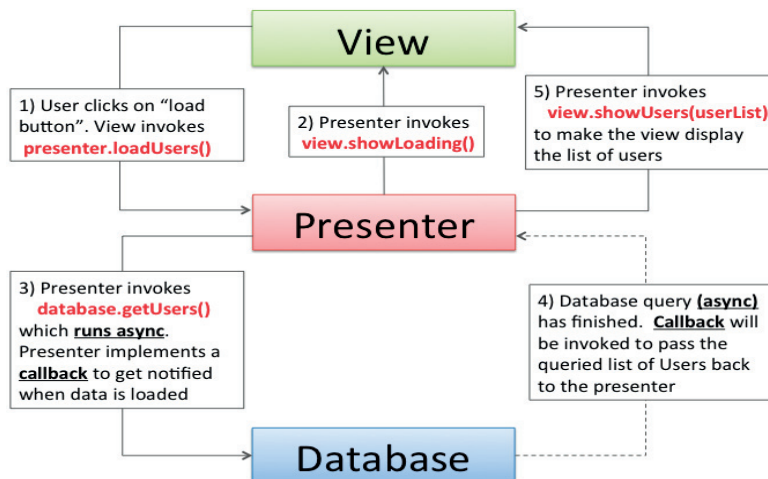 View
1) User clicks on “load
button”. View invokes
presenter.loadUsers()
2) Presenter invokes
view.showLoading()
5) Presenter invokes
view.showUsers(userList)
to make the view display
the list of users
Presenter
3) Presenter invokes
database.getUsers()
which runs async.
Presenter implements a
callback to get notified
when data is loaded
4) Database query (async)
has finished. Callback will
be invoked to pass the
queried list of Users back
to the presenter
Database